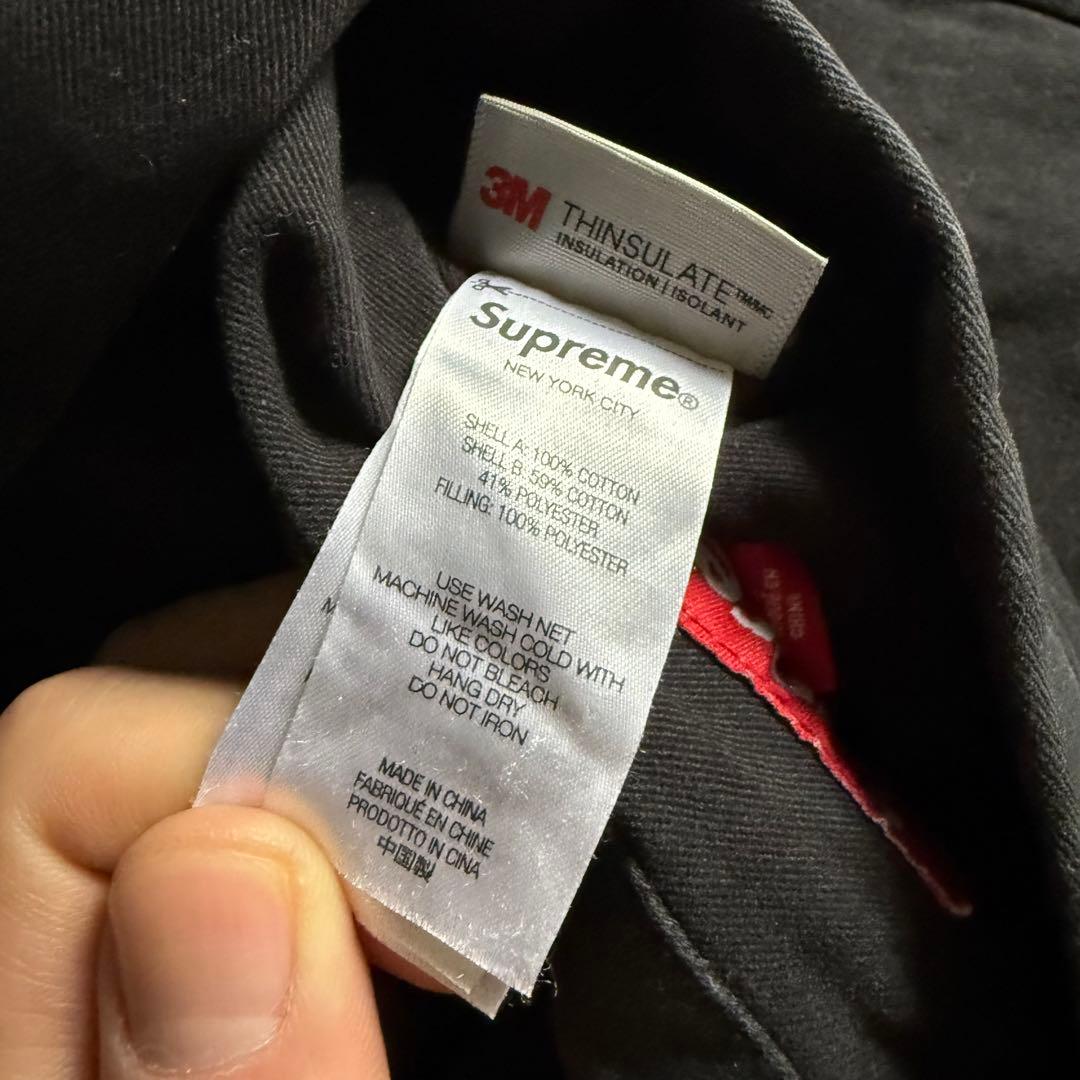 3M THINSULATE
INSULATION | ISOLANT
Supreme®
NEW YORK CITY
SHELL A: 100% COTTON
SHELL B: 59% COTTON
41% POLYESTER
FILLING: 100% POLYESTER
USE WASH NET
MACHINE WASH COLD WITH
LIKE COLORS
DO NOT BLEACH
HANG DRY
DO NOT IRON
MADE IN CHINA
FABRIQUÉ EN CHINE
PRODOTTO IN CINA
中国製